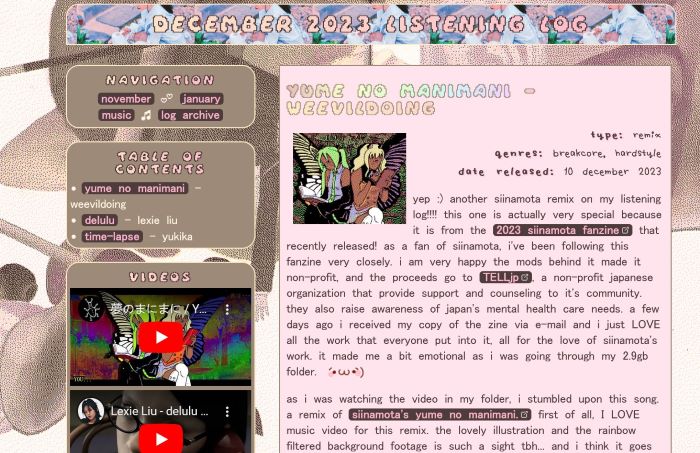 DECEMBER 2023 LISTENING LOG
NAVIGATION
november january
music log archive
TABLE OF
CONTENTS
• yume no manimani -
weevildoing
• delulu - lexie liu
• time-lapse - yukika
VIDEOS
夢のまにまに / Y...
Lexie Liu - delulu ...
YUME NO MANIMANI -
WEEVILDOING
type: remix
genres: breakcore, hardstyle
date released: 10 december 2023
yep :) another siinamota remix on my listening
log!!!! this one is actually very special because
it is from the 2023 siinamota fanzine that
recently released! as a fan of siinamota, i've been following this
fanzine very closely. i am very happy the mods behind it made it
non-profit, and the proceeds go to TELLjp, a non-profit japanese
organization that provide support and counseling to it's community.
they also raise awareness of japan's mental health care needs. a few
days ago i received my copy of the zine via e-mail and i just LOVE
all the work that everyone put into it, all for the love of siinamota's
work. it made me a bit emotional as i was going through my 2.9gb
folder.
as i was watching the video in my folder, i stumbled upon this song.
a remix of siinamota's yume no manimani. first of all, I LOVE
music video for this remix. the lovely illustration and the rainbow
filtered background footage is such a sight tbh... and i think it goes